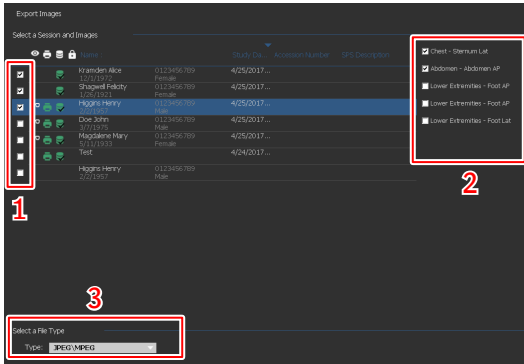 Export Images
Select a Session and Images
Name Study Da... Accession Number SPS Description
Kramden Alice 0123456789 4/25/2017...
12/1/1972 Female
Shagwell Felicity 0123456789 4/25/2017...
1/26/1921 Female
Higgins Henry 0123456789 4/25/2017...
2/2/1957 Male
Doe John 0123456789 4/25/2017...
3/7/1975 Male
Magdalene Mary 0123456789 4/25/2017...
5/11/1933 Female
Test 4/24/2017...
Higgins Henry 0123456789
2/2/1957 Male
1
Chest - Sternum Lat
Abdomen - Abdomen AP
Lower Extremities - Foot AP
Lower Extremities - Foot AP
Lower Extremities - Foot Lat
2
3
Select a File Type
Type: JPEG\MPEG